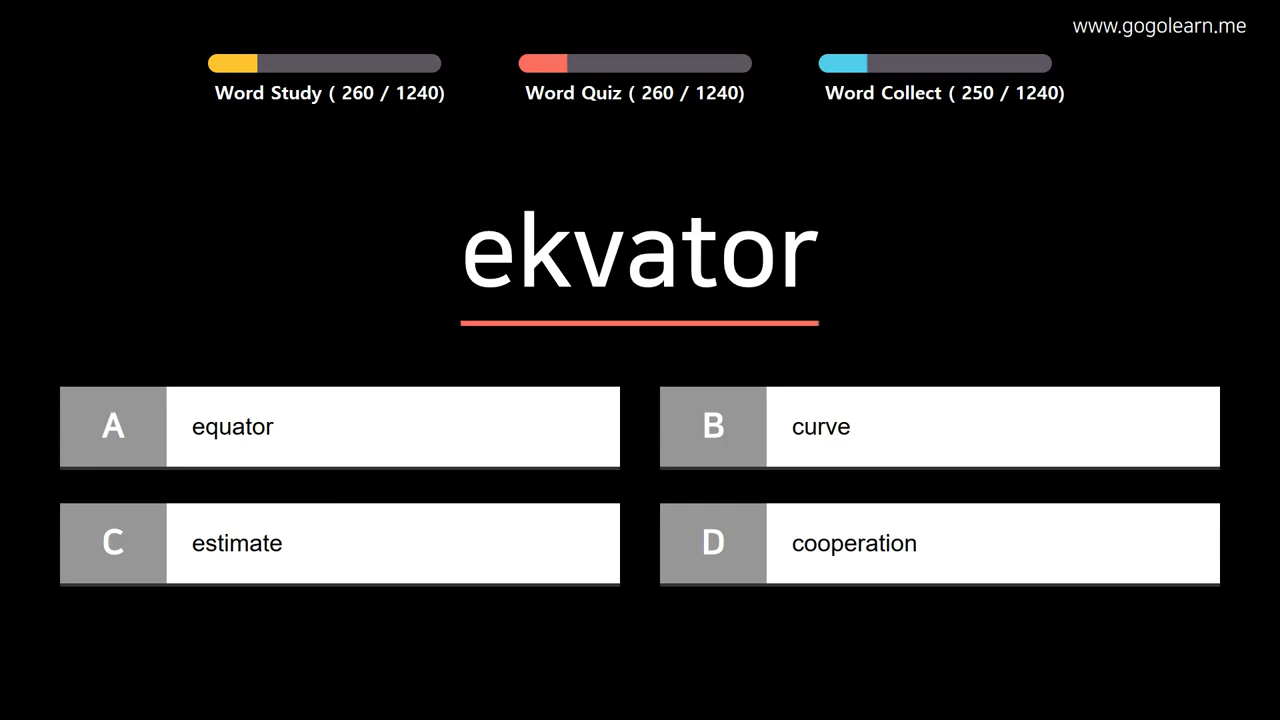 www.gogolearn.me
Word Study ( 260 / 1240)
Word Quiz ( 260 / 1240)
Word Collect ( 250 / 1240)
ekvator
A equator
B curve
C estimate
D cooperation